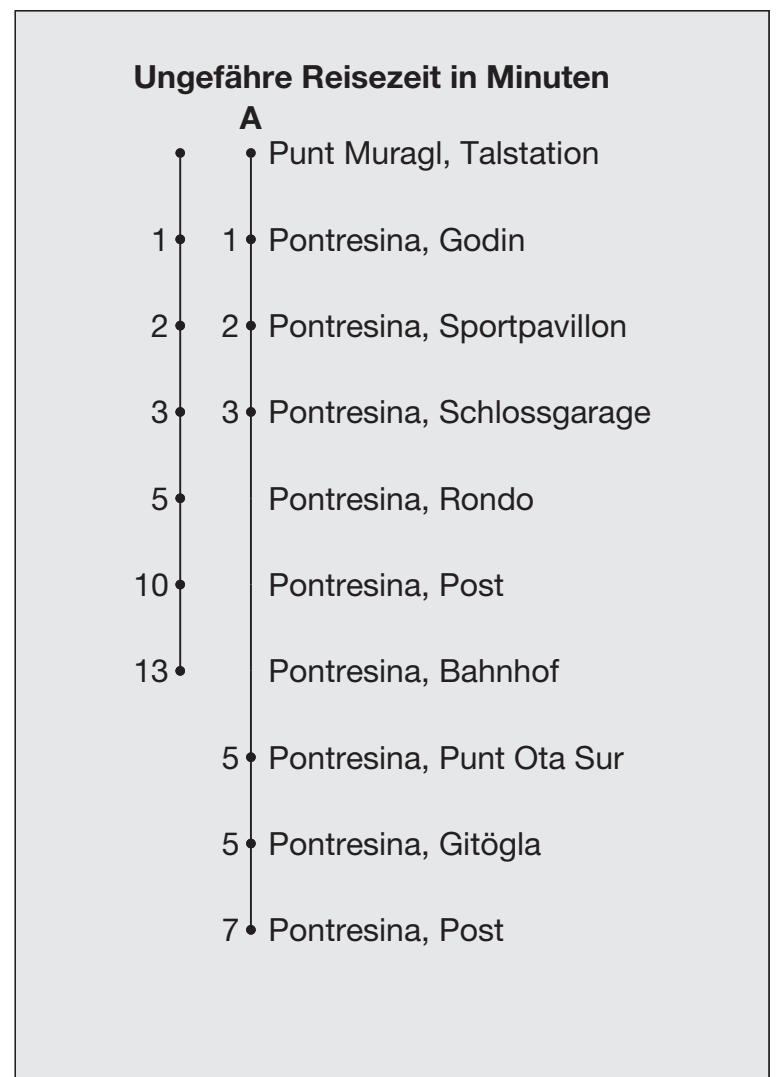 Ungefähre Reisezeit in Minuten
A
Punt Muragl, Talstation
1 1 Pontresina, Godin
2 2 Pontresina, Sportpavillon
3 3 Pontresina, Schlossgarage
5 Pontresina, Rondo
10 Pontresina, Post
13 Pontresina, Bahnhof
5 Pontresina, Punt Ota Sur
5 Pontresina, Gitögla
7 Pontresina, Post